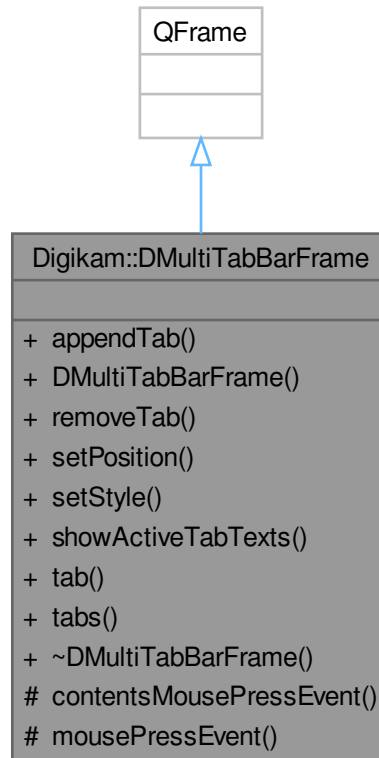 QFrame
Digikam::DMultiTabBarFrame
+ appendTab()
+ DMultiTabBarFrame()
+ removeTab()
+ setPosition()
+ setStyle()
+ showActiveTabTexts()
+ tab()
+ tabs()
+ ~DMultiTabBarFrame()
# contentsMousePressEvent()
# mousePressEvent()